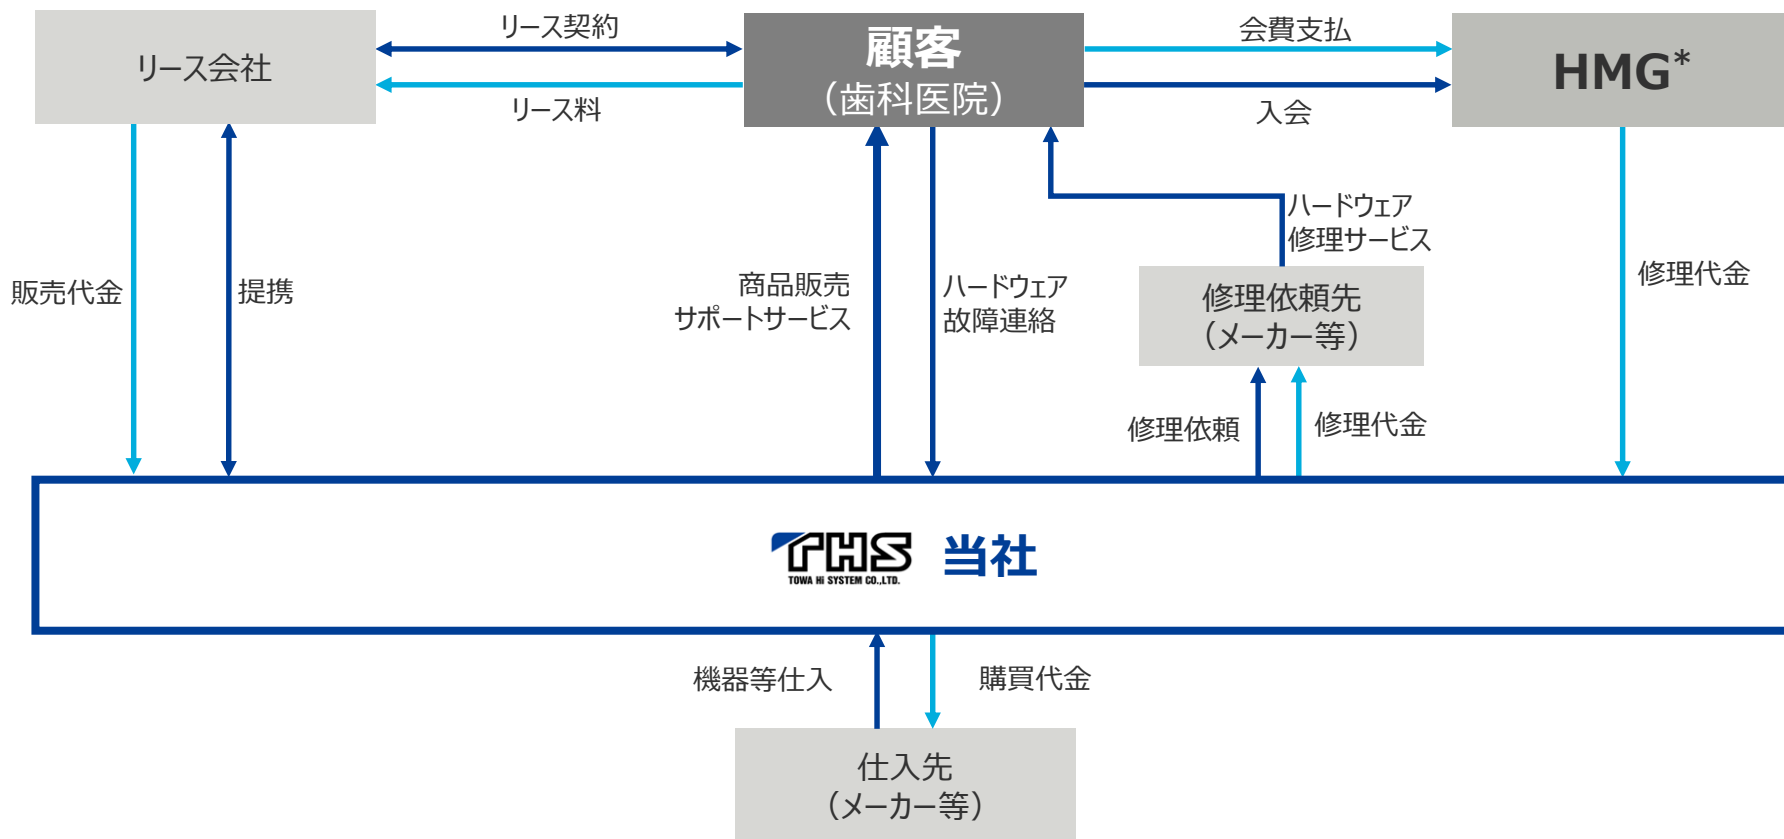 リース会社
リース契約
リース料
顧客
（歯科医院）
会費支払
入会
HMG*
販売代金
提携
商品販売
サポートサービス
ハードウェア
故障連絡
ハードウェア
修理サービス
修理依頼先
（メーカー等）
修理代金
修理依頼
修理代金
THS
TOWA Hi SYSTEM CO.,LTD.
当社
機器等仕入
購買代金
仕入先
（メーカー等）